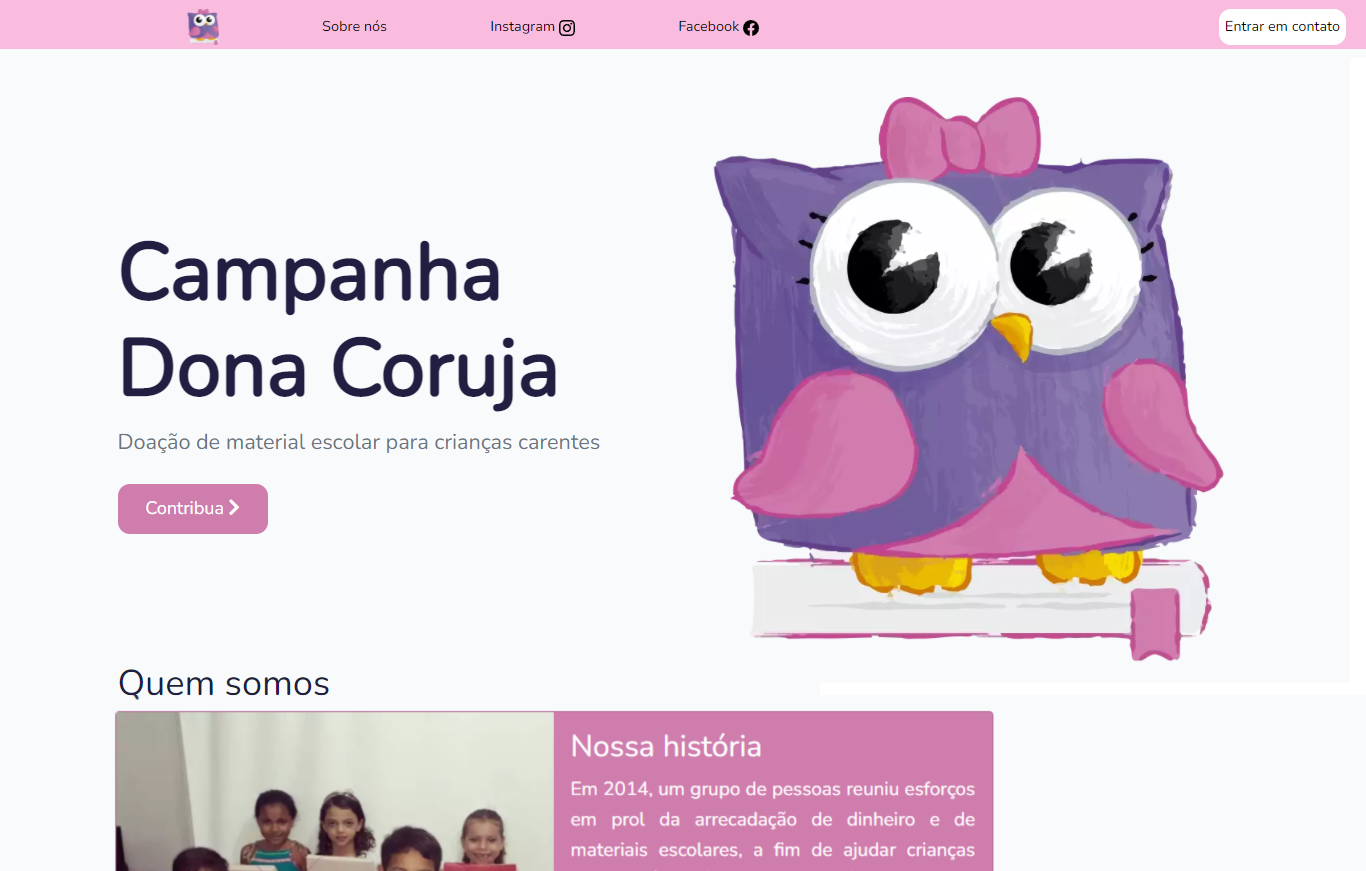 Sobre nós
Instagram
Facebook
Entrar em contato
Campanha
Dona Coruja
Doação de material escolar para crianças carentes
Contribua
Quem somos
Nossa história
Em 2014, um grupo de pessoas reuniu esforços
em prol da arrecadação de dinheiro e de
materiais escolares, a fim de ajudar crianças